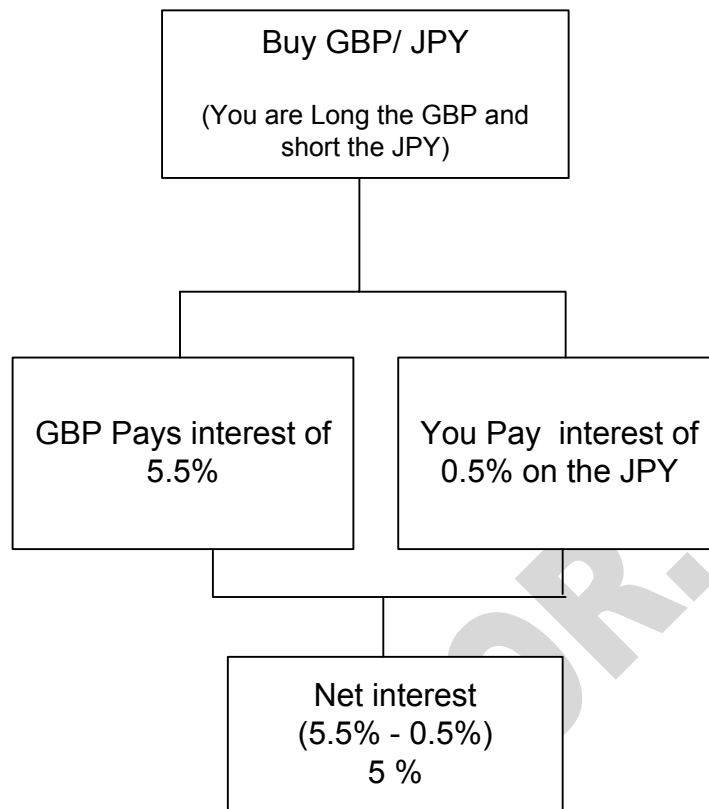 Buy GBP/ JPY
(You are Long the GBP and
short the JPY)
GBP Pays interest of
5.5%
You Pay  interest of
0.5% on the JPY
Net interest
(5.5% - 0.5%)
5 %